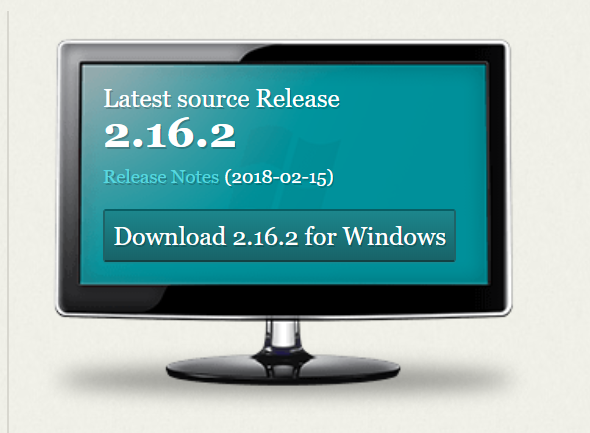 Latest source Release
2.16.2
Release Notes (2018-02-15)
Download 2.16.2 for Windows